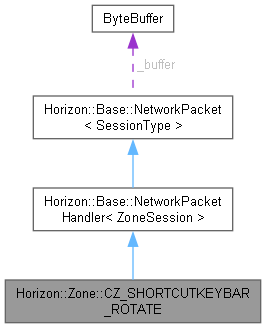 ByteBuffer
_buffer
Horizon::Base::NetworkPacket
< SessionType >
Horizon::Base::NetworkPacket
Handler< ZoneSession >
Horizon::Zone::CZ_SHORTCUTKEYBAR
_ROTATE